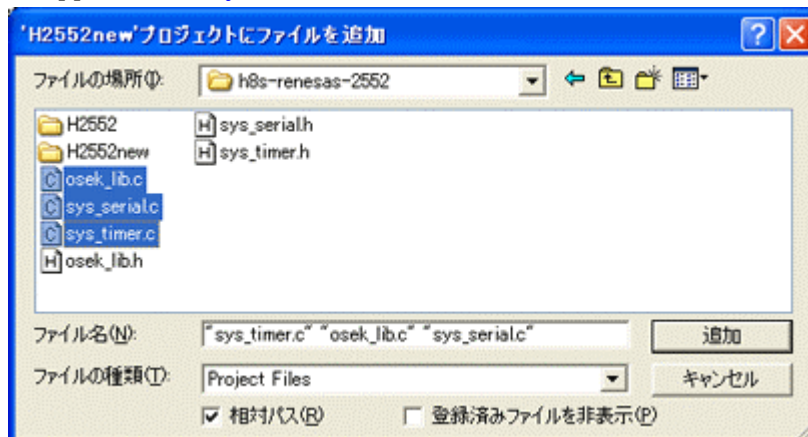 'H2552new'プロジェクトにファイルを追加
ファイルの場所(I):
h8s-renesas-2552
H2552
H2552new
osek_lib.c
sys_serial.c
sys_timer.c
osek_lib.h
sys_serial.h
sys_timer.h
ファイル名(N):
"sys_timer.c" "osek_lib.c" "sys_serial.c"
追加
ファイルの種類(T):
Project Files
キャンセル
相対パス(R)
登録済みファイルを非表示(P)